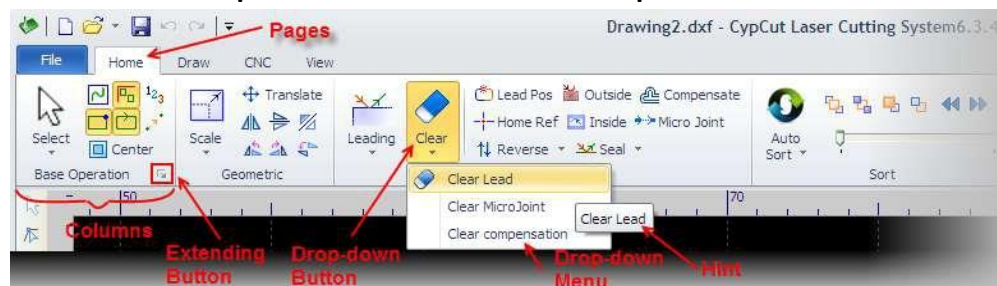 Drawing2.dxf - CypCut Laser Cutting System6.3.4
Pages
File Home Draw CNC View
Translate Lead Pos Outside Compensate
123
Home Ref Inside Micro Joint
Select Center Scale Leading Clear Reverse Seal Auto Sort
Base Operation Geometric Sort
Clear Lead
50 70
Clear MicroJoint
Clear Lead
Clear compensation
Columns
Extending Button
Drop-down Button
Drop-down Menu
Hint